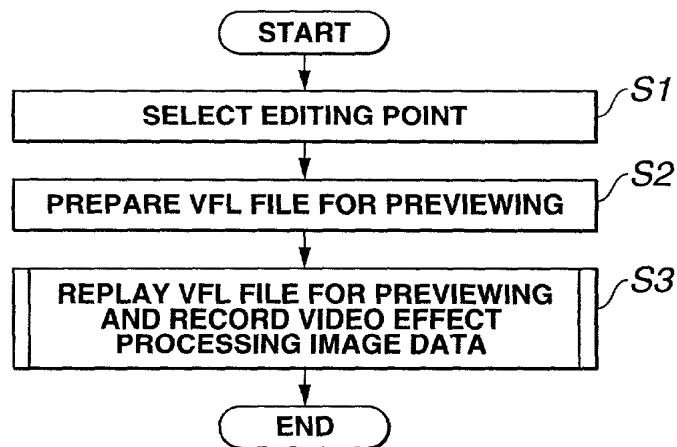 START
SELECT EDITING POINT
S1
PREPARE VFL FILE FOR PREVIEWING
S2
REPLAY VFL FILE FOR PREVIEWING
AND RECORD VIDEO EFFECT
PROCESSING IMAGE DATA
S3
END